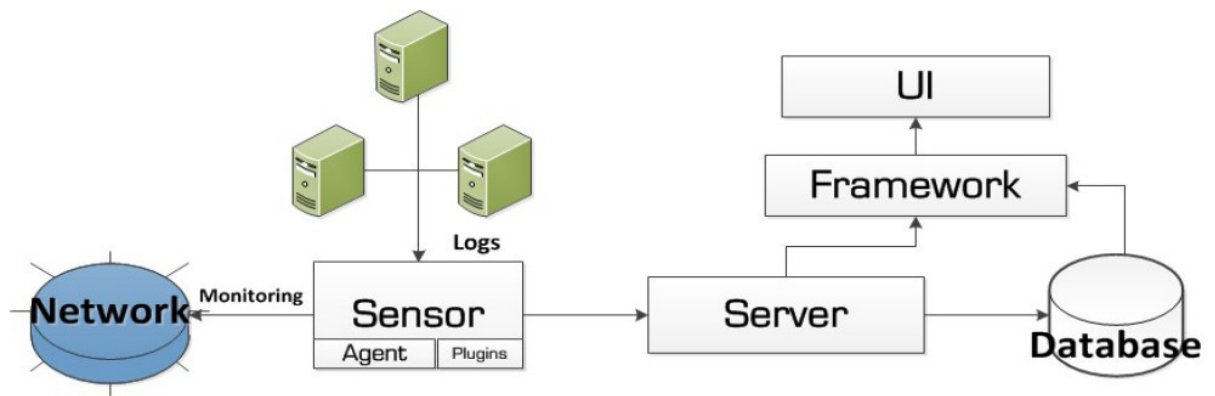 UI
Framework
Logs
Network
Monitoring
Sensor
Agent
Plugins
Server
Database